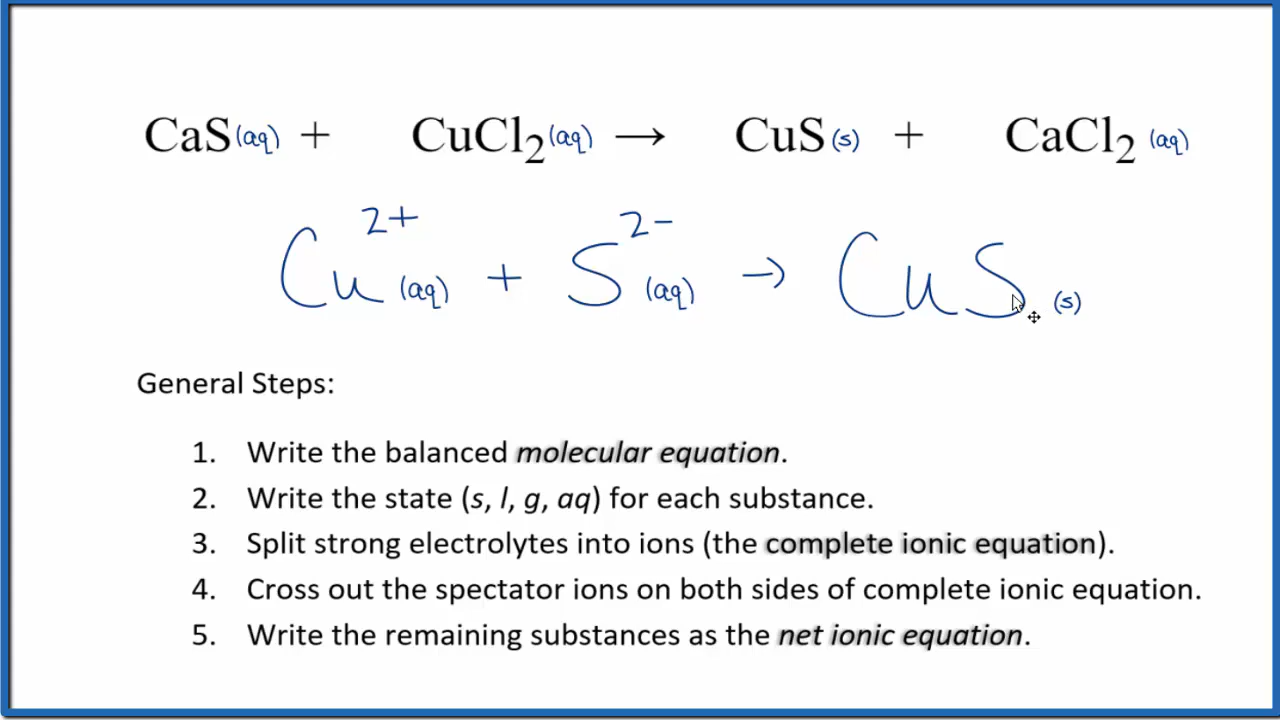 CaS(aq) + CuCl₂(aq) → CuS(s) + CaCl₂(aq)
Cu²⁺(aq) + S²⁻(aq) → CuS(s)
General Steps:
1. Write the balanced molecular equation.
2. Write the state (s, l, g, aq) for each substance.
3. Split strong electrolytes into ions (the complete ionic equation).
4. Cross out the spectator ions on both sides of complete ionic equation.
5. Write the remaining substances as the net ionic equation.